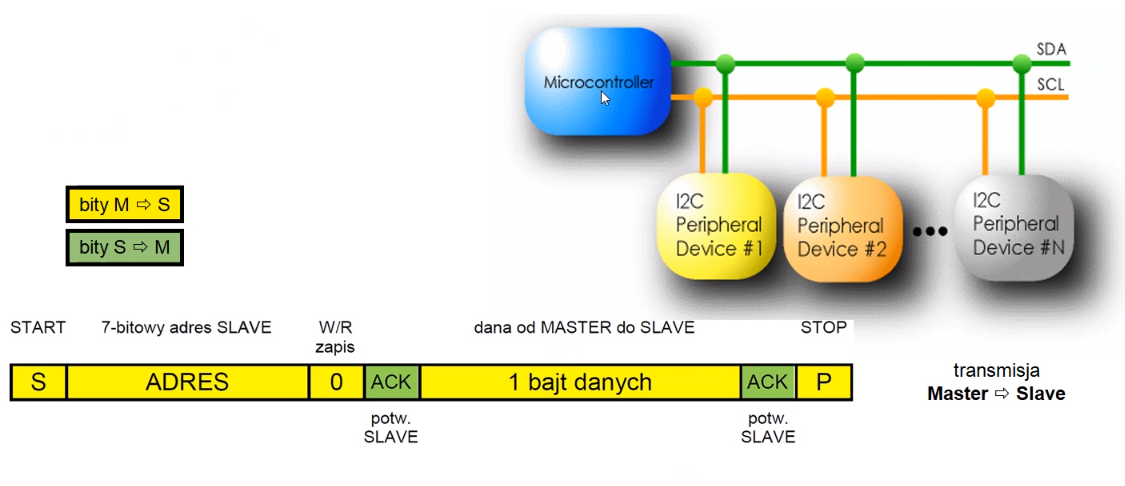 SDA
Microcontroller
SCL
I2C
Peripheral
Device #1
I2C
Peripheral
Device #2
I2C
Peripheral
Device #N
bity M ⇨ S
bity S ⇨ M
START
7-bitowy adres SLAVE
W/R
zapis
dana od MASTER do SLAVE
STOP
S
ADRES
0
ACK
1 bajt danych
ACK
P
potw.
SLAVE
potw.
SLAVE
transmisja
Master ⇨ Slave